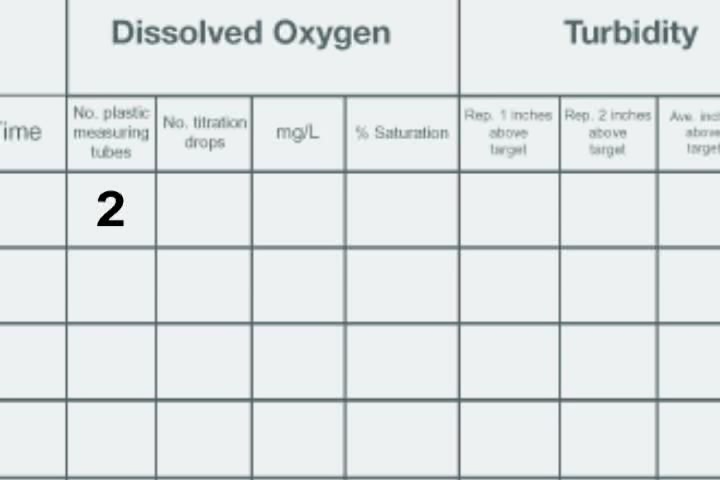 Dissolved Oxygen
Turbidity
No. plastic
measuring
tubes
No. titration
drops
mg/L
% Saturation
Rep. 1 inches
above
target
Rep. 2 inches
above
target
Ave.
2